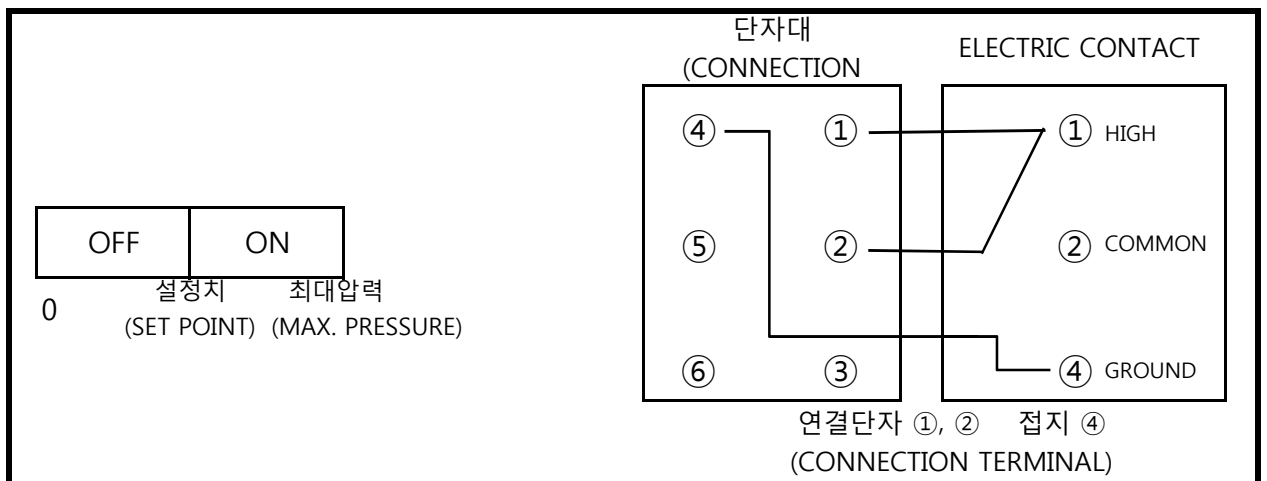 OFF ON
0
설정치 최대압력
(SET POINT) (MAX. PRESSURE)
단자대
(CONNECTION
ELECTRIC CONTACT
④ ① ① HIGH
⑤ ② ② COMMON
⑥ ③ ④ GROUND
연결단자 ①, ② 접지 ④
(CONNECTION TERMINAL)